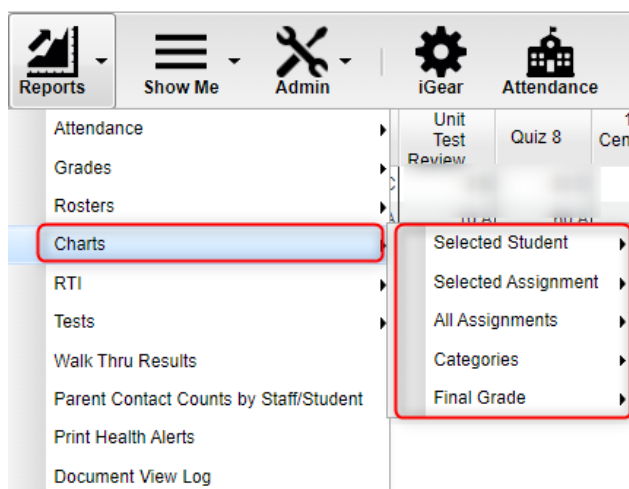 Reports
Show Me
Admin
iGear
Attendance
Attendance
Grades
Rosters
Charts
RTI
Tests
Walk Thru Results
Parent Contact Counts by Staff/Student
Print Health Alerts
Document View Log
Unit
Test
Review
Quiz 8
Selected Student
Selected Assignment
All Assignments
Categories
Final Grade